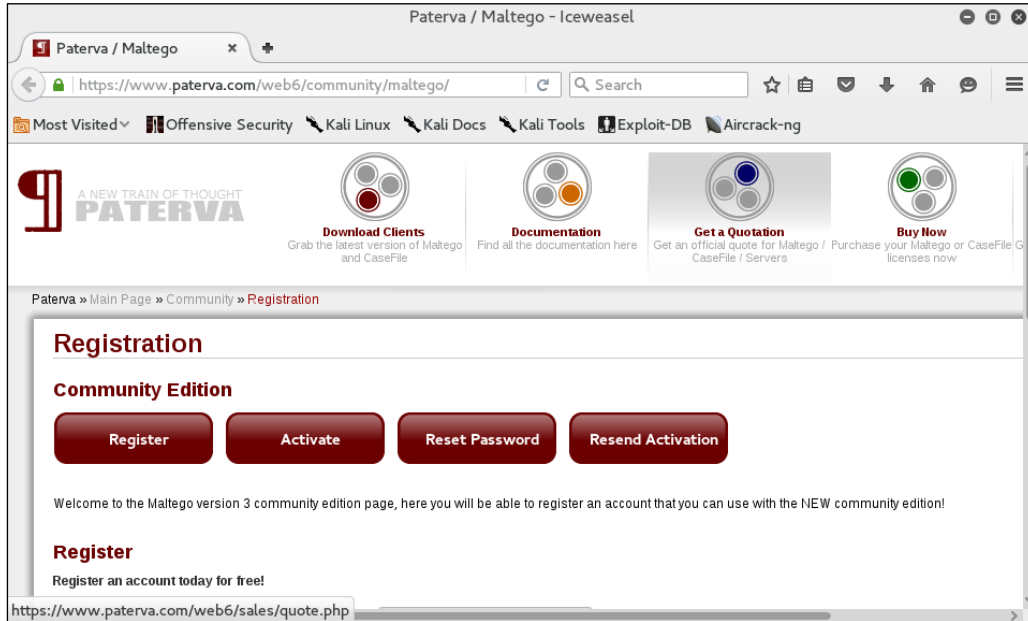 Paterva / Maltego - Iceweasel
Paterva / Maltego
https://www.paterva.com/web6/community/maltego/
Search
Most Visited
Offensive Security
Kali Linux
Kali Docs
Kali Tools
Exploit-DB
Aircrack-ng
A NEW TRAIN OF THOUGHT
PATERVA
Download Clients
Grab the latest version of Maltego
and CaseFile
Documentation
Find all the documentation here
Get a Quotation
Get an official quote for Maltego /
CaseFile / Servers
Buy Now
Purchase your Maltego or CaseFile
licenses now
G
Paterva » Main Page » Community » Registration
Registration
Community Edition
Register
Activate
Reset Password
Resend Activation
Welcome to the Maltego version 3 community edition page, here you will be able to register an account that you can use with the NEW community edition!
Register
Register an account today for free!
https://www.paterva.com/web6/sales/quote.php